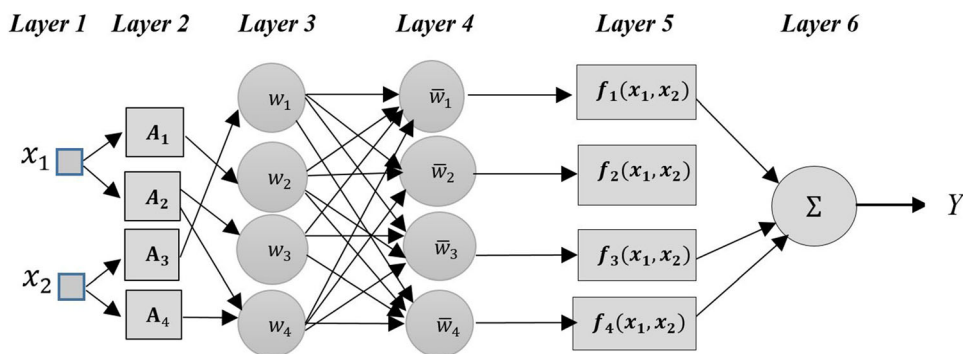 Layer 1 Layer 2 Layer 3 Layer 4 Layer 5 Layer 6
x₁
x₂
A₁
A₂
A₃
A₄
w₁
w₂
w₃
w₄
w̅₁
w̅₂
w̅₃
w̅₄
f₁(x₁, x₂)
f₂(x₁, x₂)
f₃(x₁, x₂)
f₄(x₁, x₂)
Σ
Y